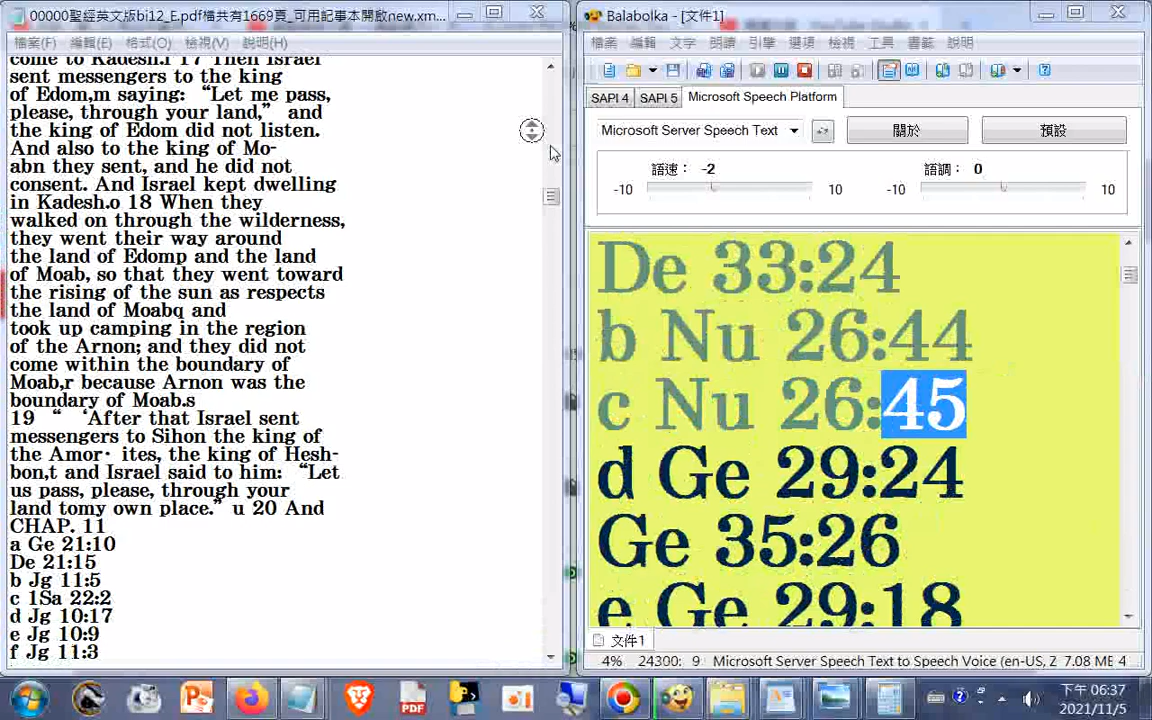 00000聖經英文版bi12_E.pdf檔共有1669頁_可用記事本開啟new.xm...
檔案(F) 編輯(E) 格式(O) 檢視(V) 說明(H)
come to Kadesh.l 17 Then Israel
sent messengers to the king
of Edom,m saying: “Let me pass,
please, through your land,” and
the king of Edom did not listen.
And also to the king of Mo-
abn they sent, and he did not
consent. And Israel kept dwelling
in Kadesh.o 18 When they
walked on through the wilderness,
they went their way around
the land of Edomp and the land
of Moab, so that they went toward
the rising of the sun as respects
the land of Moabq and
took up camping in the region
of the Arnon; and they did not
come within the boundary of
Moab,r because Arnon was the
boundary of Moab.s
19 “ ‘After that Israel sent
messengers to Sihon the king of
the Amor· ites, the king of Hesh-
bon,t and Israel said to him: “Let
us pass, please, through your
land tomy own place.” u 20 And
CHAP. 11
a Ge 21:10
De 21:15
b Jg 11:5
c 1Sa 22:2
d Jg 10:17
e Jg 10:9
f Jg 11:3
Balabolka - [文件1]
檔案 編輯 文字 朗讀 引擎 選項 檢視 工具 書籤 說明
SAPI 4 SAPI 5 Microsoft Speech Platform
Microsoft Server Speech Text 關於 預設
語速： -2 語調： 0
-10 10 -10 10
De 33:24
b Nu 26:44
c Nu 26:45
d Ge 29:24
Ge 35:26
e Ge 29:18
文件1
4% 24300: 9 Microsoft Server Speech Text to Speech Voice (en-US, Z 7.08 ME 4
下午 06:37
2021/11/5